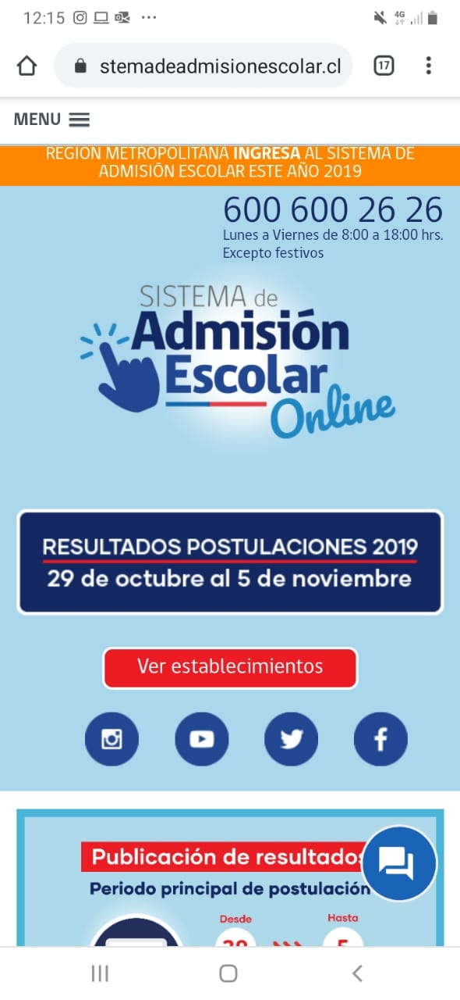 12:15
4G
stemadeadmisionescolar.cl
17
MENU
REGION METROPOLITANA INGRESA AL SISTEMA DE
ADMISIÓN ESCOLAR ESTE AÑO 2019
600 600 26 26
Lunes a Viernes de 8:00 a 18:00 hrs.
Excepto festivos
SISTEMA de
Admisión
Escolar
Online
RESULTADOS POSTULACIONES 2019
29 de octubre al 5 de noviembre
Ver establecimientos
Publicación de resultados
Periodo principal de postulación
Desde
Hasta
29
5